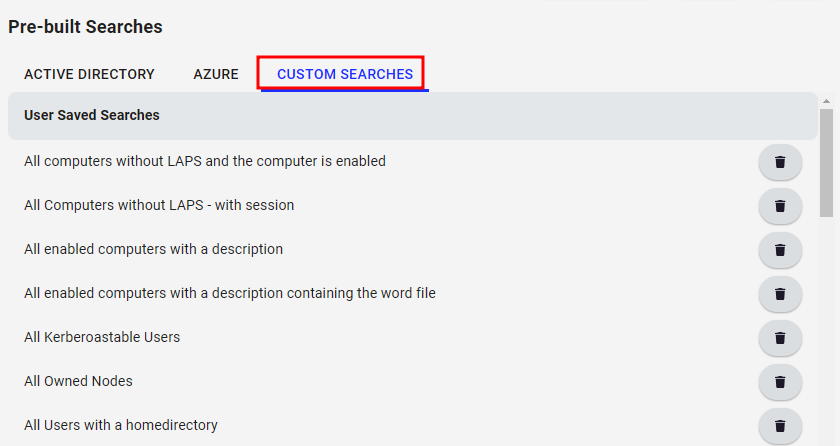 Pre-built Searches
ACTIVE DIRECTORY AZURE CUSTOM SEARCHES
User Saved Searches
All computers without LAPS and the computer is enabled
All Computers without LAPS - with session
All enabled computers with a description
All enabled computers with a description containing the word file
All Kerberoastable Users
All Owned Nodes
All Users with a homedirectory